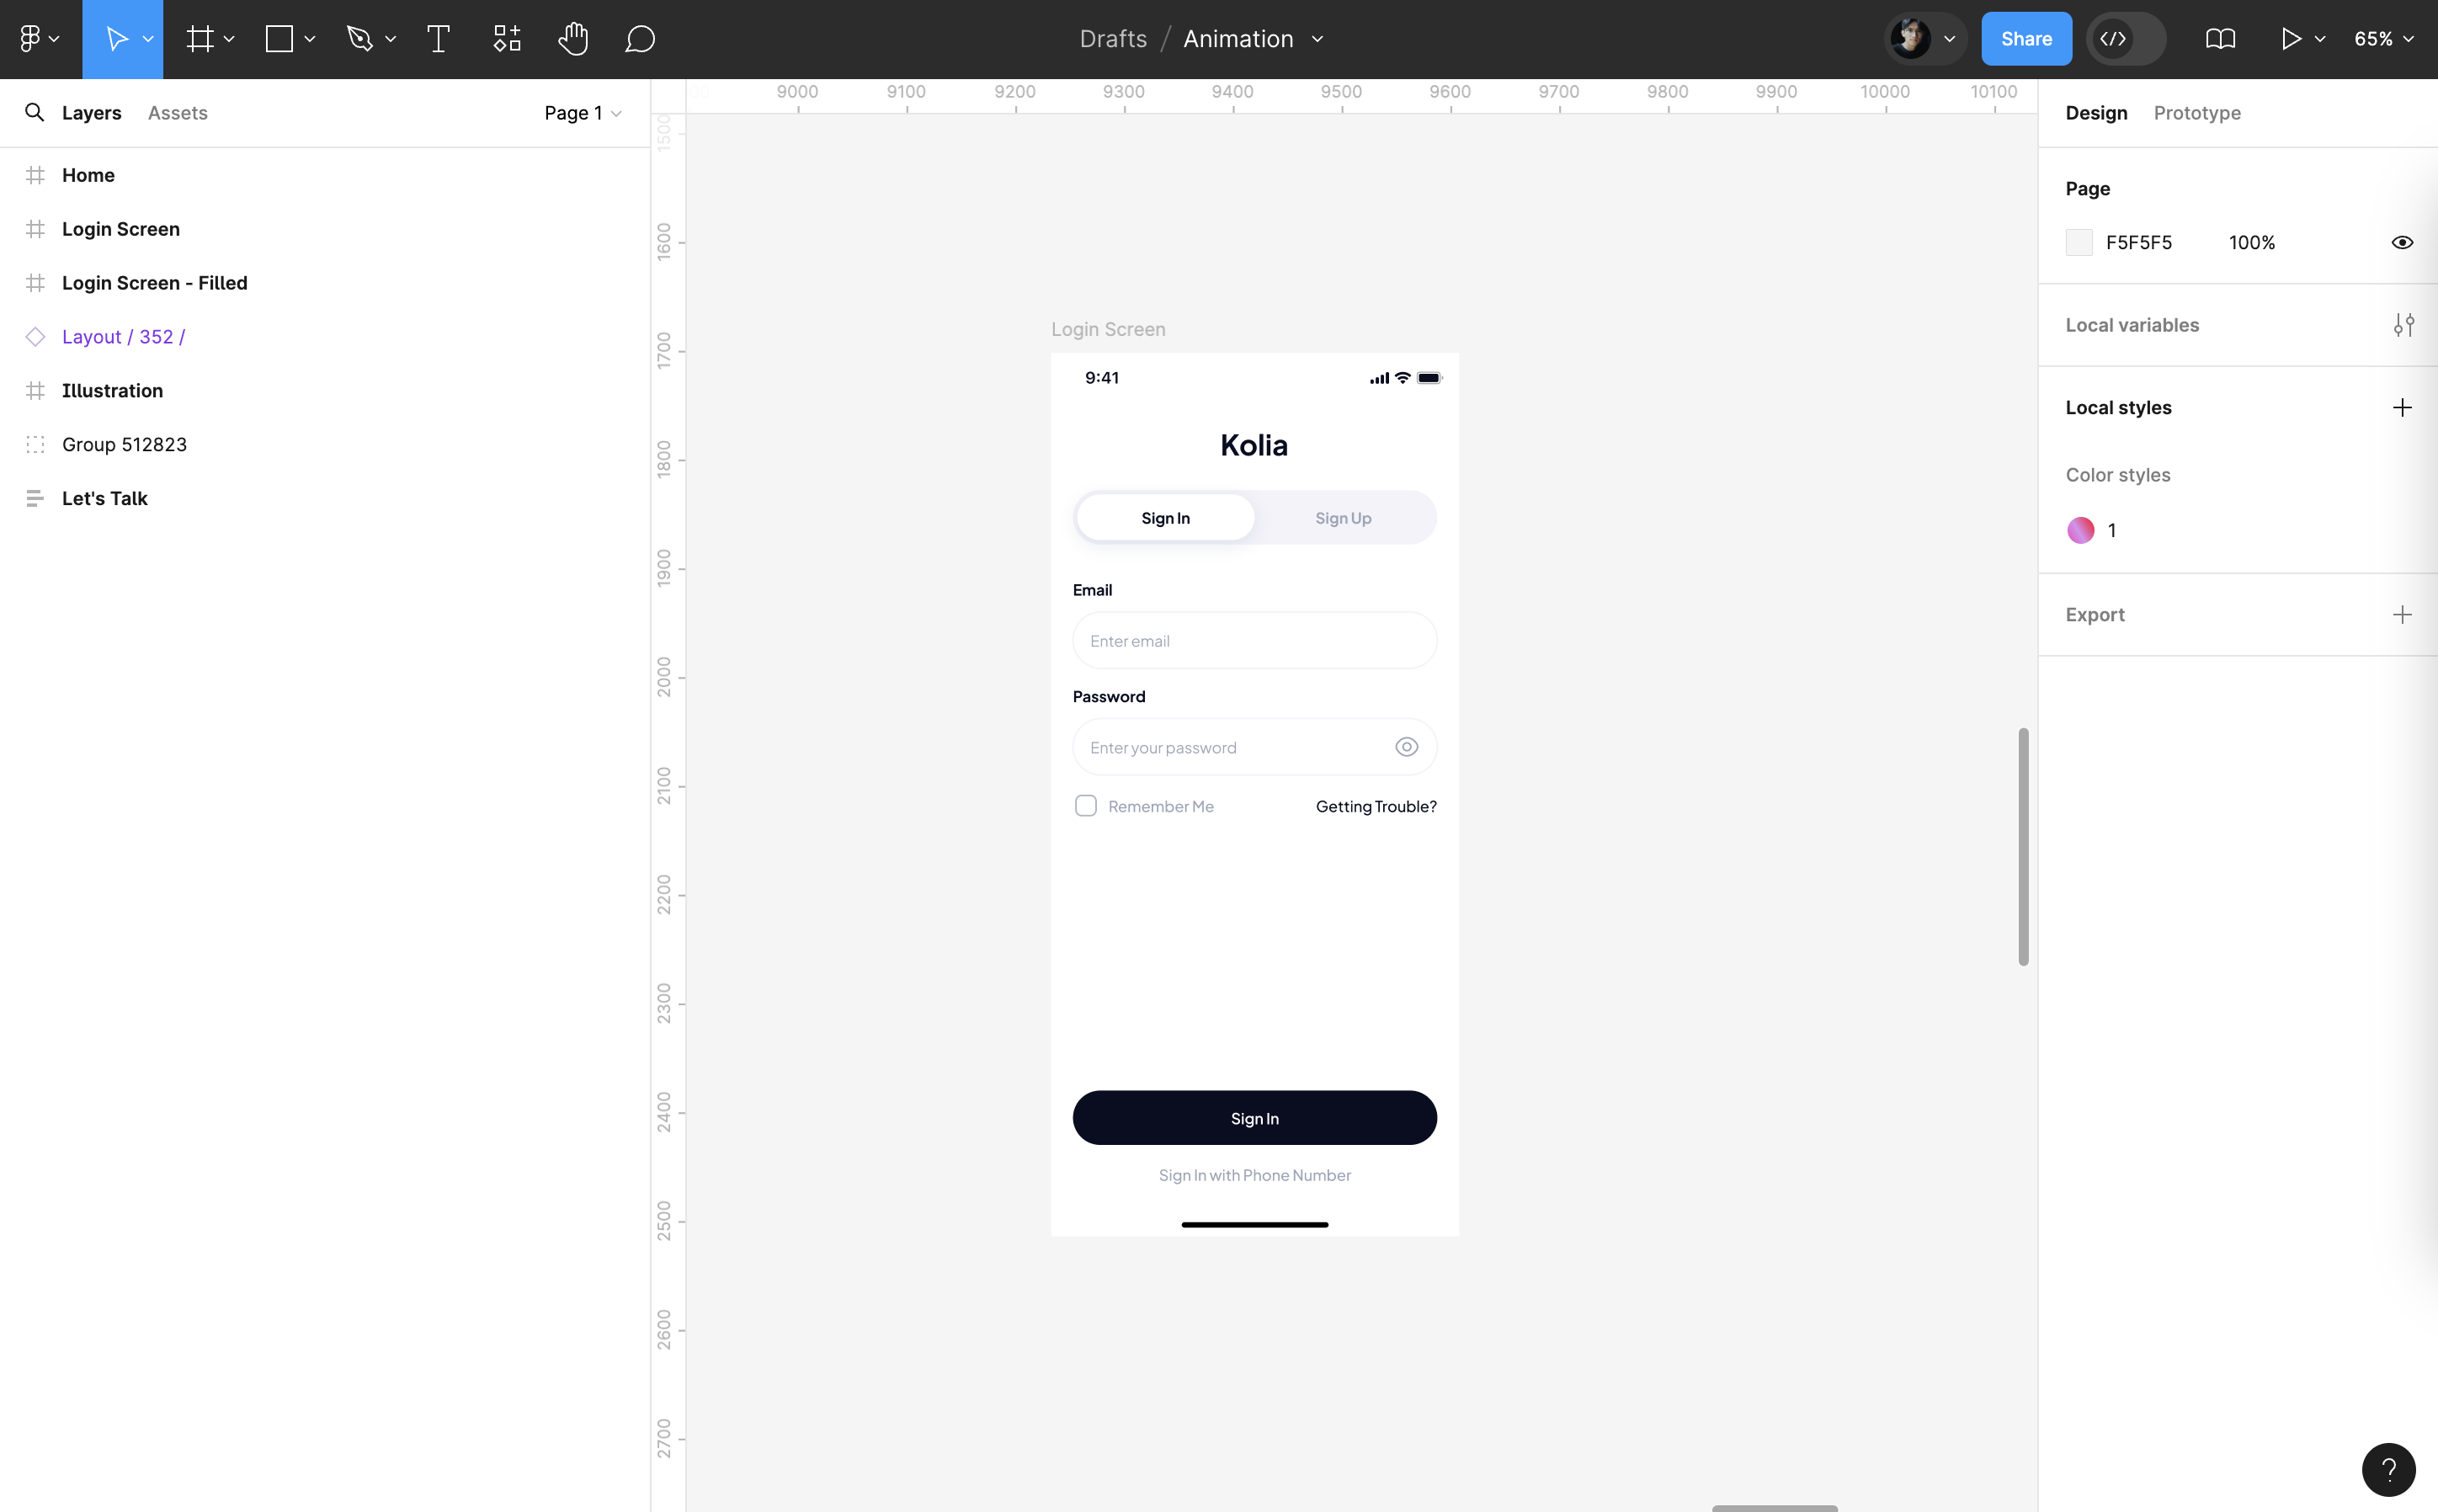 Drafts / Animation
Share
65%
Layers Assets Page 1
Home
Login Screen
Login Screen - Filled
Layout / 352 /
Illustration
Group 512823
Let's Talk
9000 9100 9200 9300 9400 9500 9600 9700 9800 9900 10000 10100
1500
1600
1700
1800
1900
2000
2100
2200
2300
2400
2500
2600
2700
Login Screen
9:41
Kolia
Sign In Sign Up
Email
Enter email
Password
Enter your password
Remember Me Getting Trouble?
Sign In
Sign In with Phone Number
Design Prototype
Page
F5F5F5 100%
Local variables
Local styles
Color styles
1
Export
?